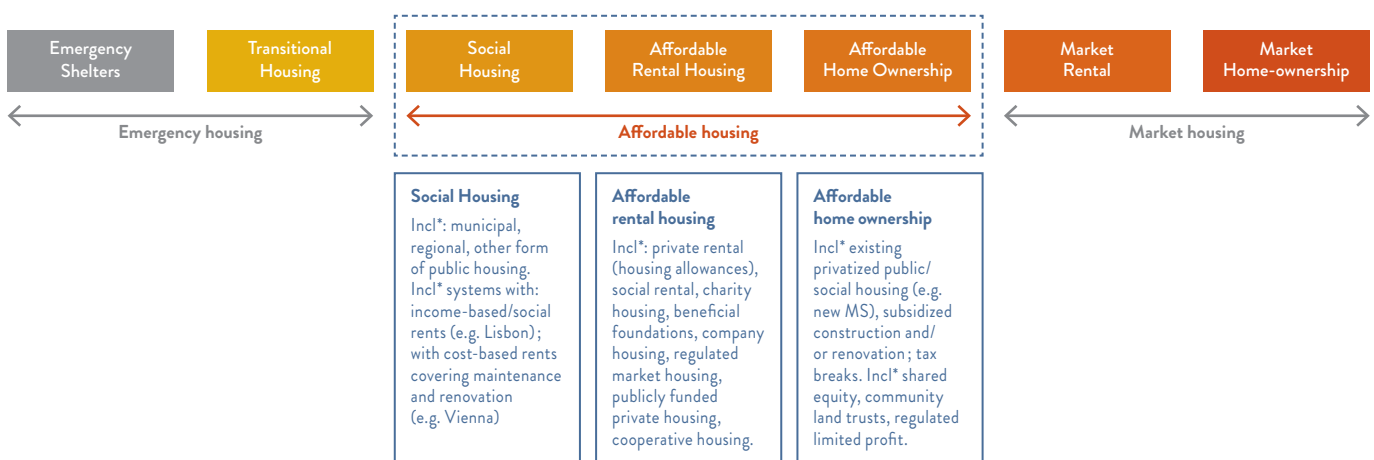 Emergency
Shelters
Transitional
Housing
Social
Housing
Affordable
Rental Housing
Affordable
Home Ownership
Market
Rental
Market
Home-ownership
Emergency housing
Affordable housing
Market housing
Social Housing
Incl*: municipal,
regional, other form
of public housing.
Incl* systems with:
income-based/social
rents (e.g. Lisbon);
with cost-based rents
covering maintenance
and renovation
(e.g. Vienna)
Affordable
rental housing
Incl*: private rental
(housing allowances),
social rental, charity
housing, beneficial
foundations, company
housing, regulated
market housing,
publicly funded
private housing,
cooperative housing.
Affordable
home ownership
Incl* existing
privatized public/
social housing (e.g.
new MS), subsidized
construction and/
or renovation; tax
breaks. Incl* shared
equity, community
land trusts, regulated
limited profit.